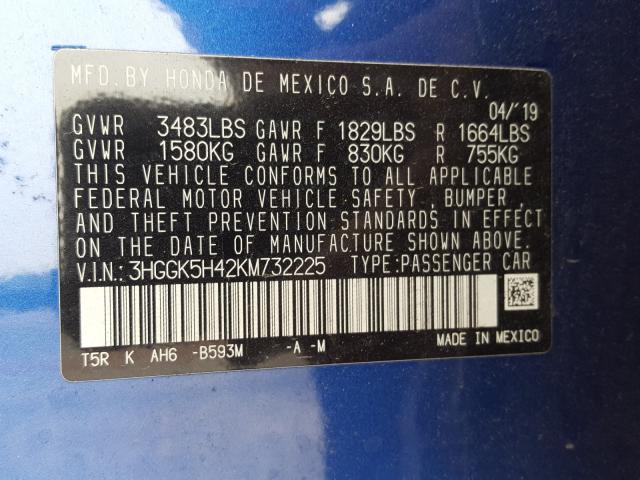 MFD. BY HONDA DE MEXICO S.A. DE C.V.
04/'19
GVWR 3483LBS GAWR F 1829LBS R 1664LBS
GVWR 1580KG GAWR F 830KG R 755KG
THIS VEHICLE CONFORMS TO ALL APPLICABLE
FEDERAL MOTOR VEHICLE SAFETY, BUMPER,
AND THEFT PREVENTION STANDARDS IN EFFECT
ON THE DATE OF MANUFACTURE SHOWN ABOVE.
V.I.N.: 3HGGK5H42KM732225 TYPE:PASSENGER CAR
T5R K AH6 -B593M -A -M MADE IN MEXICO